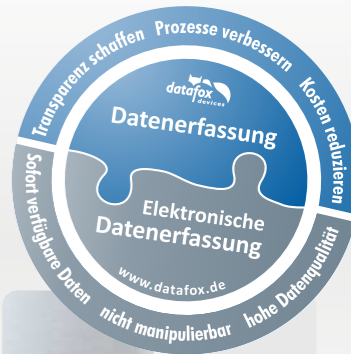 Transparenz schaffen Prozesse verbessern Kosten reduzieren
datafox
devices
Datenerfassung
Elektronische
Datenerfassung
www.datafox.de
Sofort verfügbare Daten nicht manipulierbar hohe Datenqualität